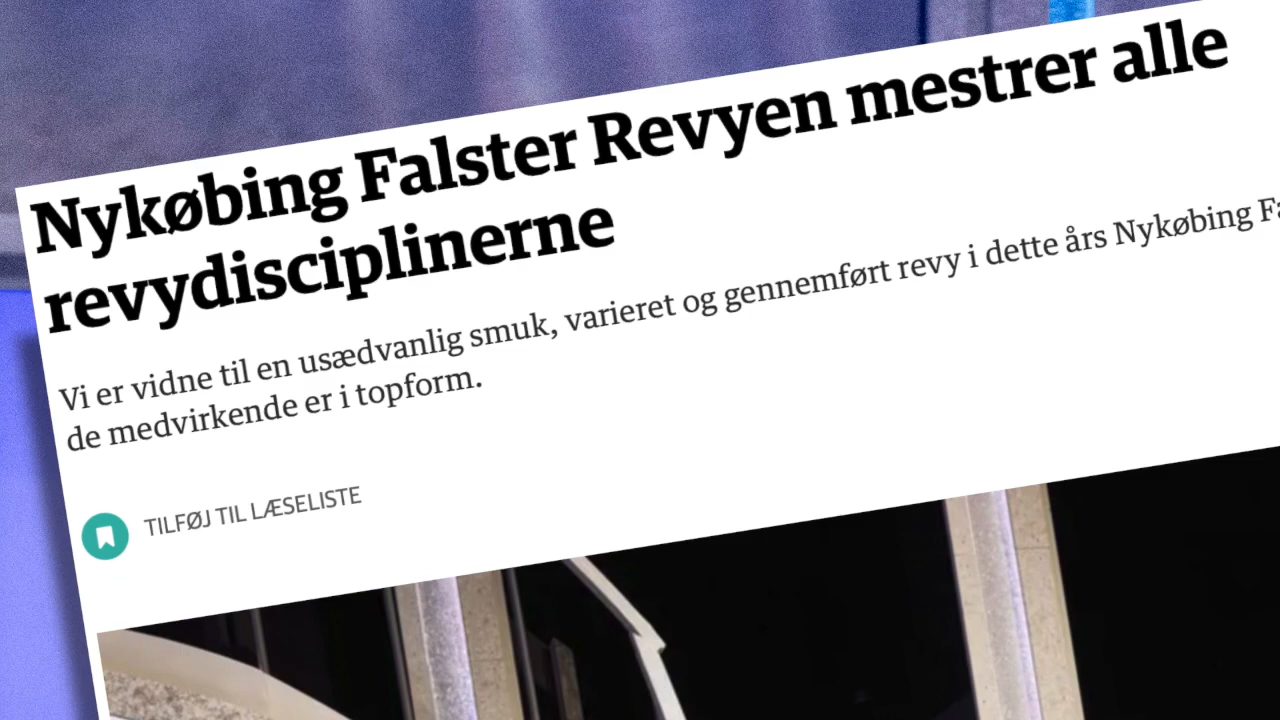 Nykøbing Falster Revyen mestrer alle
revydisciplinerne
Vi er vidne til en usædvanlig smuk, varieret og gennemført revy i dette års Nykøbing
de medvirkende er i topform.
TILFØJ TIL LÆSELISTE